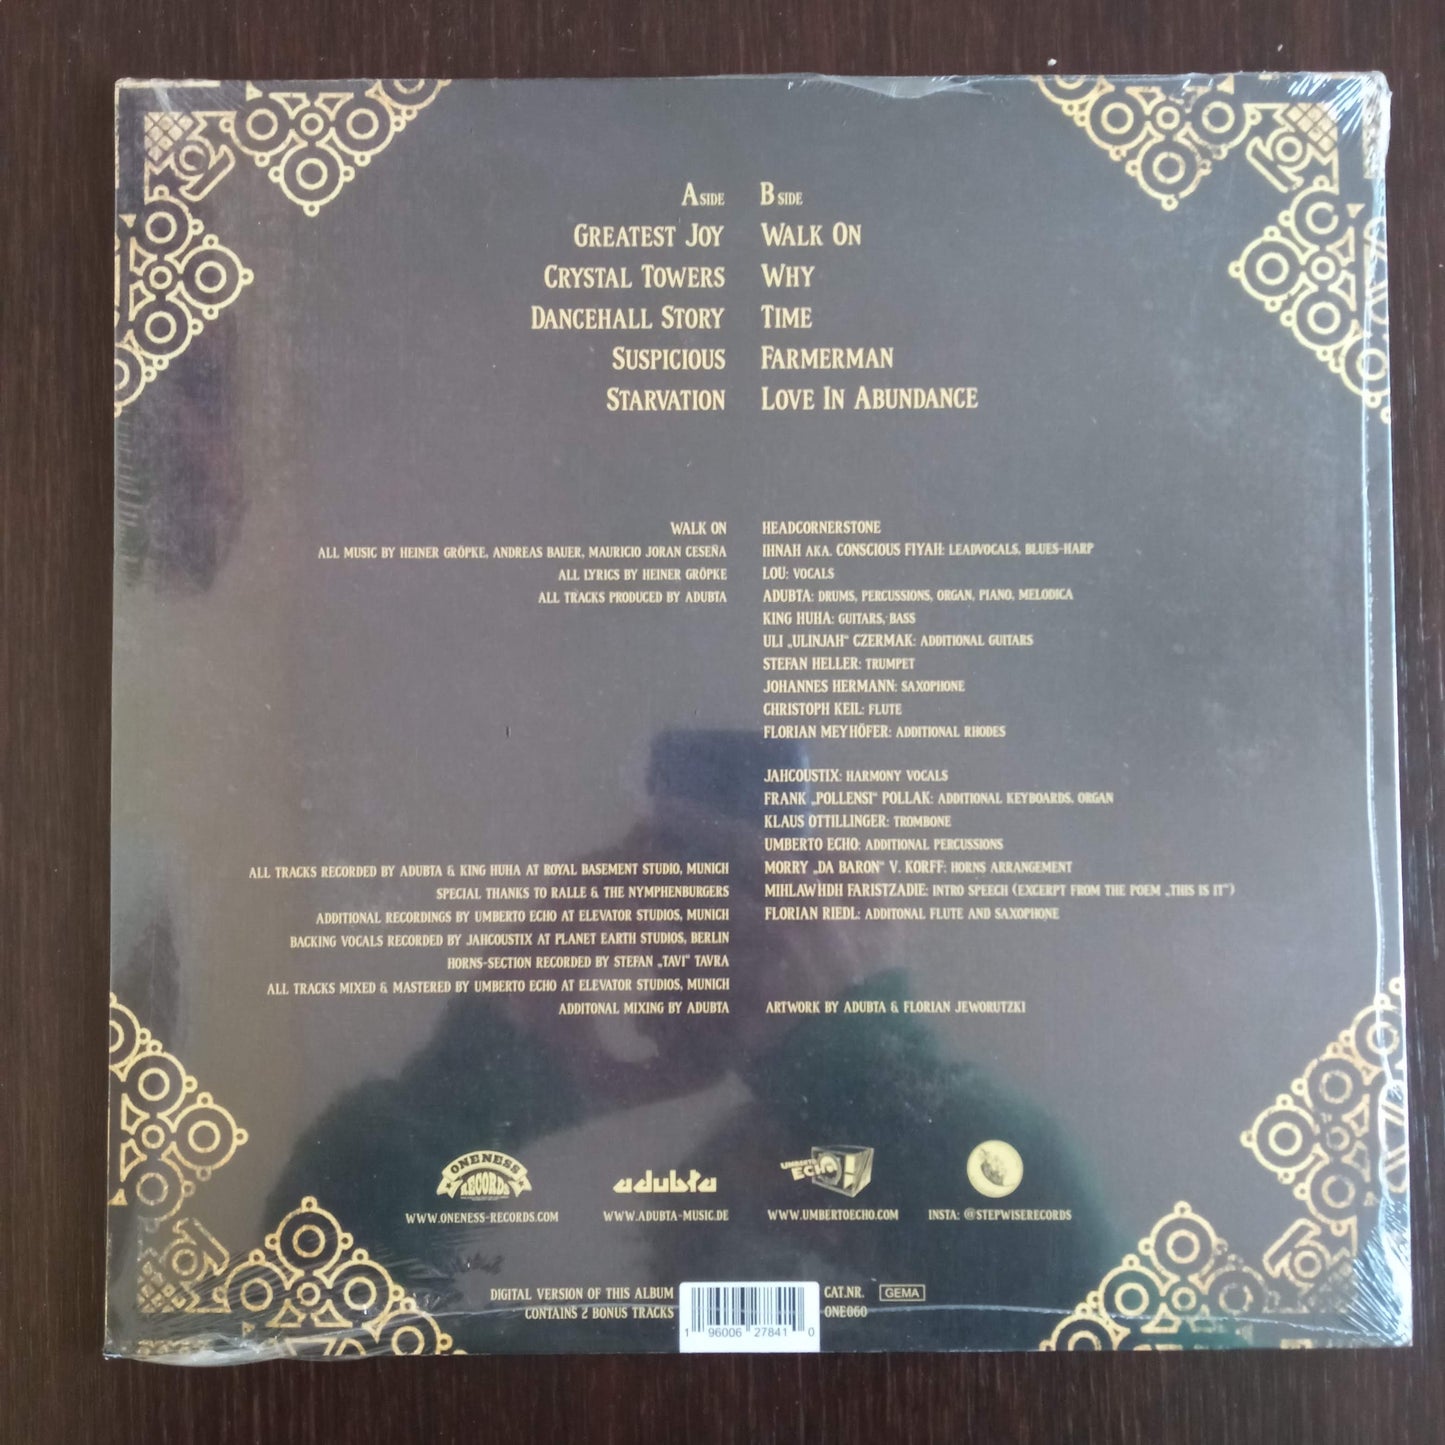 A SIDE
GREATEST JOY
CRYSTAL TOWERS
DANCEHALL STORY
SUSPICIOUS
STARVATION
B SIDE
WALK ON
WHY
TIME
FARMERMAN
LOVE IN ABUNDANCE
WALK ON
ALL MUSIC BY HEINER GRÖPKE, ANDREAS BAUER, MAURICIO JORAN CESEÑA
ALL LYRICS BY HEINER GRÖPKE
ALL TRACKS PRODUCED BY ADUBTA
HEADCORNERSTONE
IHNAH AKA. CONSCIOUS FIYAH: LEADVOCALS, BLUES-HARP
LOU: VOCALS
ADUBTA: DRUMS, PERCUSSIONS, ORGAN, PIANO, MELODICA
KING HUHA: GUITARS, BASS
ULI „ULINJAH“ CZERMAK: ADDITIONAL GUITARS
STEFAN HELLER: TRUMPET
JOHANNES HERMANN: SAXOPHONE
CHRISTOPH KEIL: FLUTE
FLORIAN MEYHÖFER: ADDITIONAL RHODES
JAHCOUSTIX: HARMONY VOCALS
FRANK „POLLENSI“ POLLAK: ADDITIONAL KEYBOARDS, ORGAN
KLAUS OTTILLINGER: TROMBONE
UMBERTO ECHO: ADDITIONAL PERCUSSIONS
MORRY „DA BARON“ V. KORFF: HORNS ARRANGEMENT
MIHLAWHDH FARISTZADIE: INTRO SPEECH (EXCERPT FROM THE POEM „THIS IS IT“)
FLORIAN RIEDL: ADDITONAL FLUTE AND SAXOPHONE
ALL TRACKS RECORDED BY ADUBTA & KING HUHA AT ROYAL BASEMENT STUDIO, MUNICH
SPECIAL THANKS TO RALLE & THE NYMPHENBURGERS
ADDITIONAL RECORDINGS BY UMBERTO ECHO AT ELEVATOR STUDIOS, MUNICH
BACKING VOCALS RECORDED BY JAHCOUSTIX AT PLANET EARTH STUDIOS, BERLIN
HORNS-SECTION RECORDED BY STEFAN „TAVI“ TAVRA
ALL TRACKS MIXED & MASTERED BY UMBERTO ECHO AT ELEVATOR STUDIOS, MUNICH
ADDITONAL MIXING BY ADUBTA
ARTWORK BY ADUBTA & FLORIAN JEWORUTZKI
ONENESS
RECORDS
WWW.ONENESS-RECORDS.COM
adubta
WWW.ADUBTA-MUSIC.DE
UMBERTO
ECHO
WWW.UMBERTOECHO.COM
INSTA: @STEPWISERECORDS
DIGITAL VERSION OF THIS ALBUM
CONTAINS 2 BONUS TRACKS
1 96006 27841 0
CAT.NR.
ONE060
GEMA